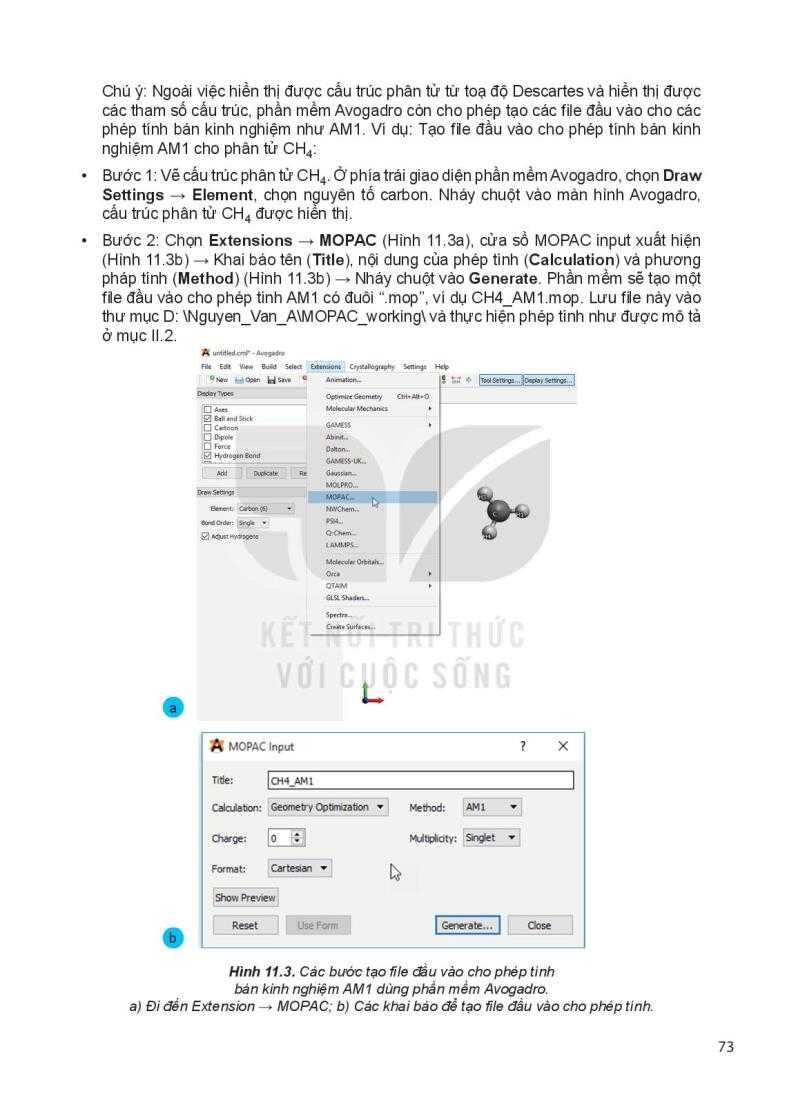 Chú ý: Ngoài việc hiển thị được cấu trúc phân tử từ toạ độ Descartes và hiển thị được
các tham số cấu trúc, phần mềm Avogadro còn cho phép tạo các file đầu vào cho các
phép tính bán kinh nghiệm như AM1. Ví dụ: Tạo file đầu vào cho phép tính bán kinh
nghiệm AM1 cho phân tử CH4:
• Bước 1: Vẽ cấu trúc phân tử CH4. Ở phía trái giao diện phần mềm Avogadro, chọn Draw
Settings → Element, chọn nguyên tố carbon. Nháy chuột vào màn hình Avogadro,
cấu trúc phân tử CH4 được hiển thị.
• Bước 2: Chọn Extensions → MOPAC (Hình 11.3a), cửa sổ MOPAC input xuất hiện
(Hình 11.3b) → Khai báo tên (Title), nội dung của phép tính (Calculation) và phương
pháp tính (Method) (Hình 11.3b) → Nháy chuột vào Generate. Phần mềm sẽ tạo một
file đầu vào cho phép tính AM1 có đuôi “.mop”, ví dụ CH4_AM1.mop. Lưu file này vào
thư mục D: \Nguyen_Van_A\MOPAC_working\ và thực hiện phép tính như được mô tả
ở mục II.2.
untitled.cml* - Avogadro
File Edit View Build Select Extensions Crystallography Settings Help
New Open Save Animation... Tool Settings... Display Settings...
Display Types
Axes
Ball and Stick
Cartoon
Dipole
Force
Hydrogen Bond
Add Duplicate Re
Draw Settings
Element: Carbon (6)
Bond Order: Single
Adjust Hydrogens
Optimize Geometry Ctrl+Alt+O
Molecular Mechanics
GAMESS
Abinit...
Dalton...
GAMESS-UK...
Gaussian...
MOLPRO...
MOPAC...
NWChem...
PSI4...
Q-Chem...
LAMMPS...
Molecular Orbitals...
Orca
QTAIM
GLSL Shaders...
Spectra...
Create Surfaces...
KẾT NỐI TRI THỨC
VỚI CUỘC SỐNG
a
MOPAC Input ? X
Title: CH4_AM1
Calculation: Geometry Optimization Method: AM1
Charge: 0 Multiplicity: Singlet
Format: Cartesian
Show Preview
Reset Use Form Generate... Close
b
Hình 11.3. Các bước tạo file đầu vào cho phép tính
bán kinh nghiệm AM1 dùng phần mềm Avogadro.
a) Đi đến Extension → MOPAC; b) Các khai báo để tạo file đầu vào cho phép tính.
73